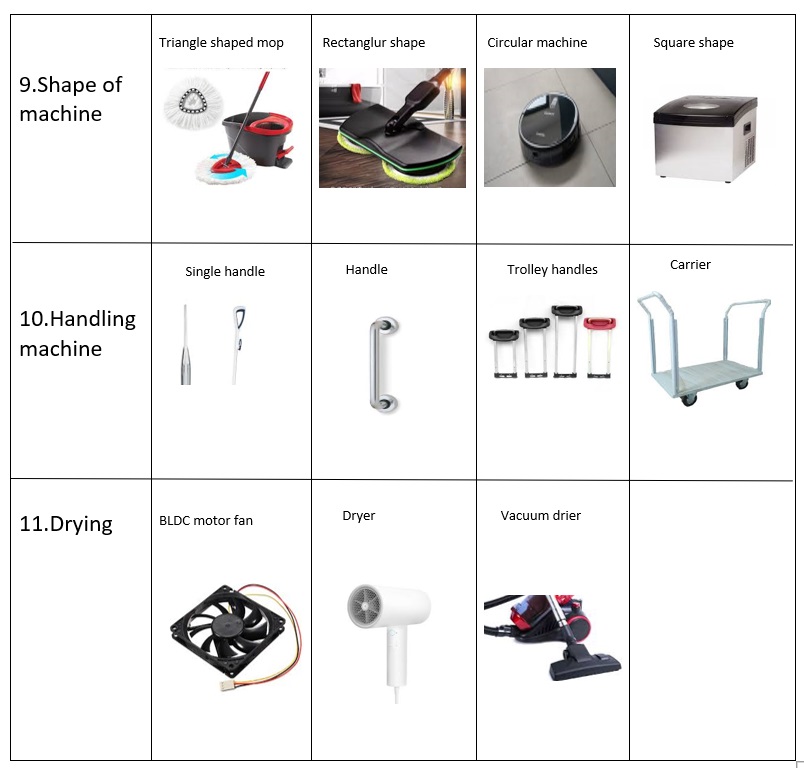 9.Shape of
machine
Triangle shaped mop
Rectanglur shape
Circular machine
Square shape
10.Handling
machine
Single handle
Handle
Trolley handles
Carrier
11.Drying
BLDC motor fan
Dryer
Vacuum drier